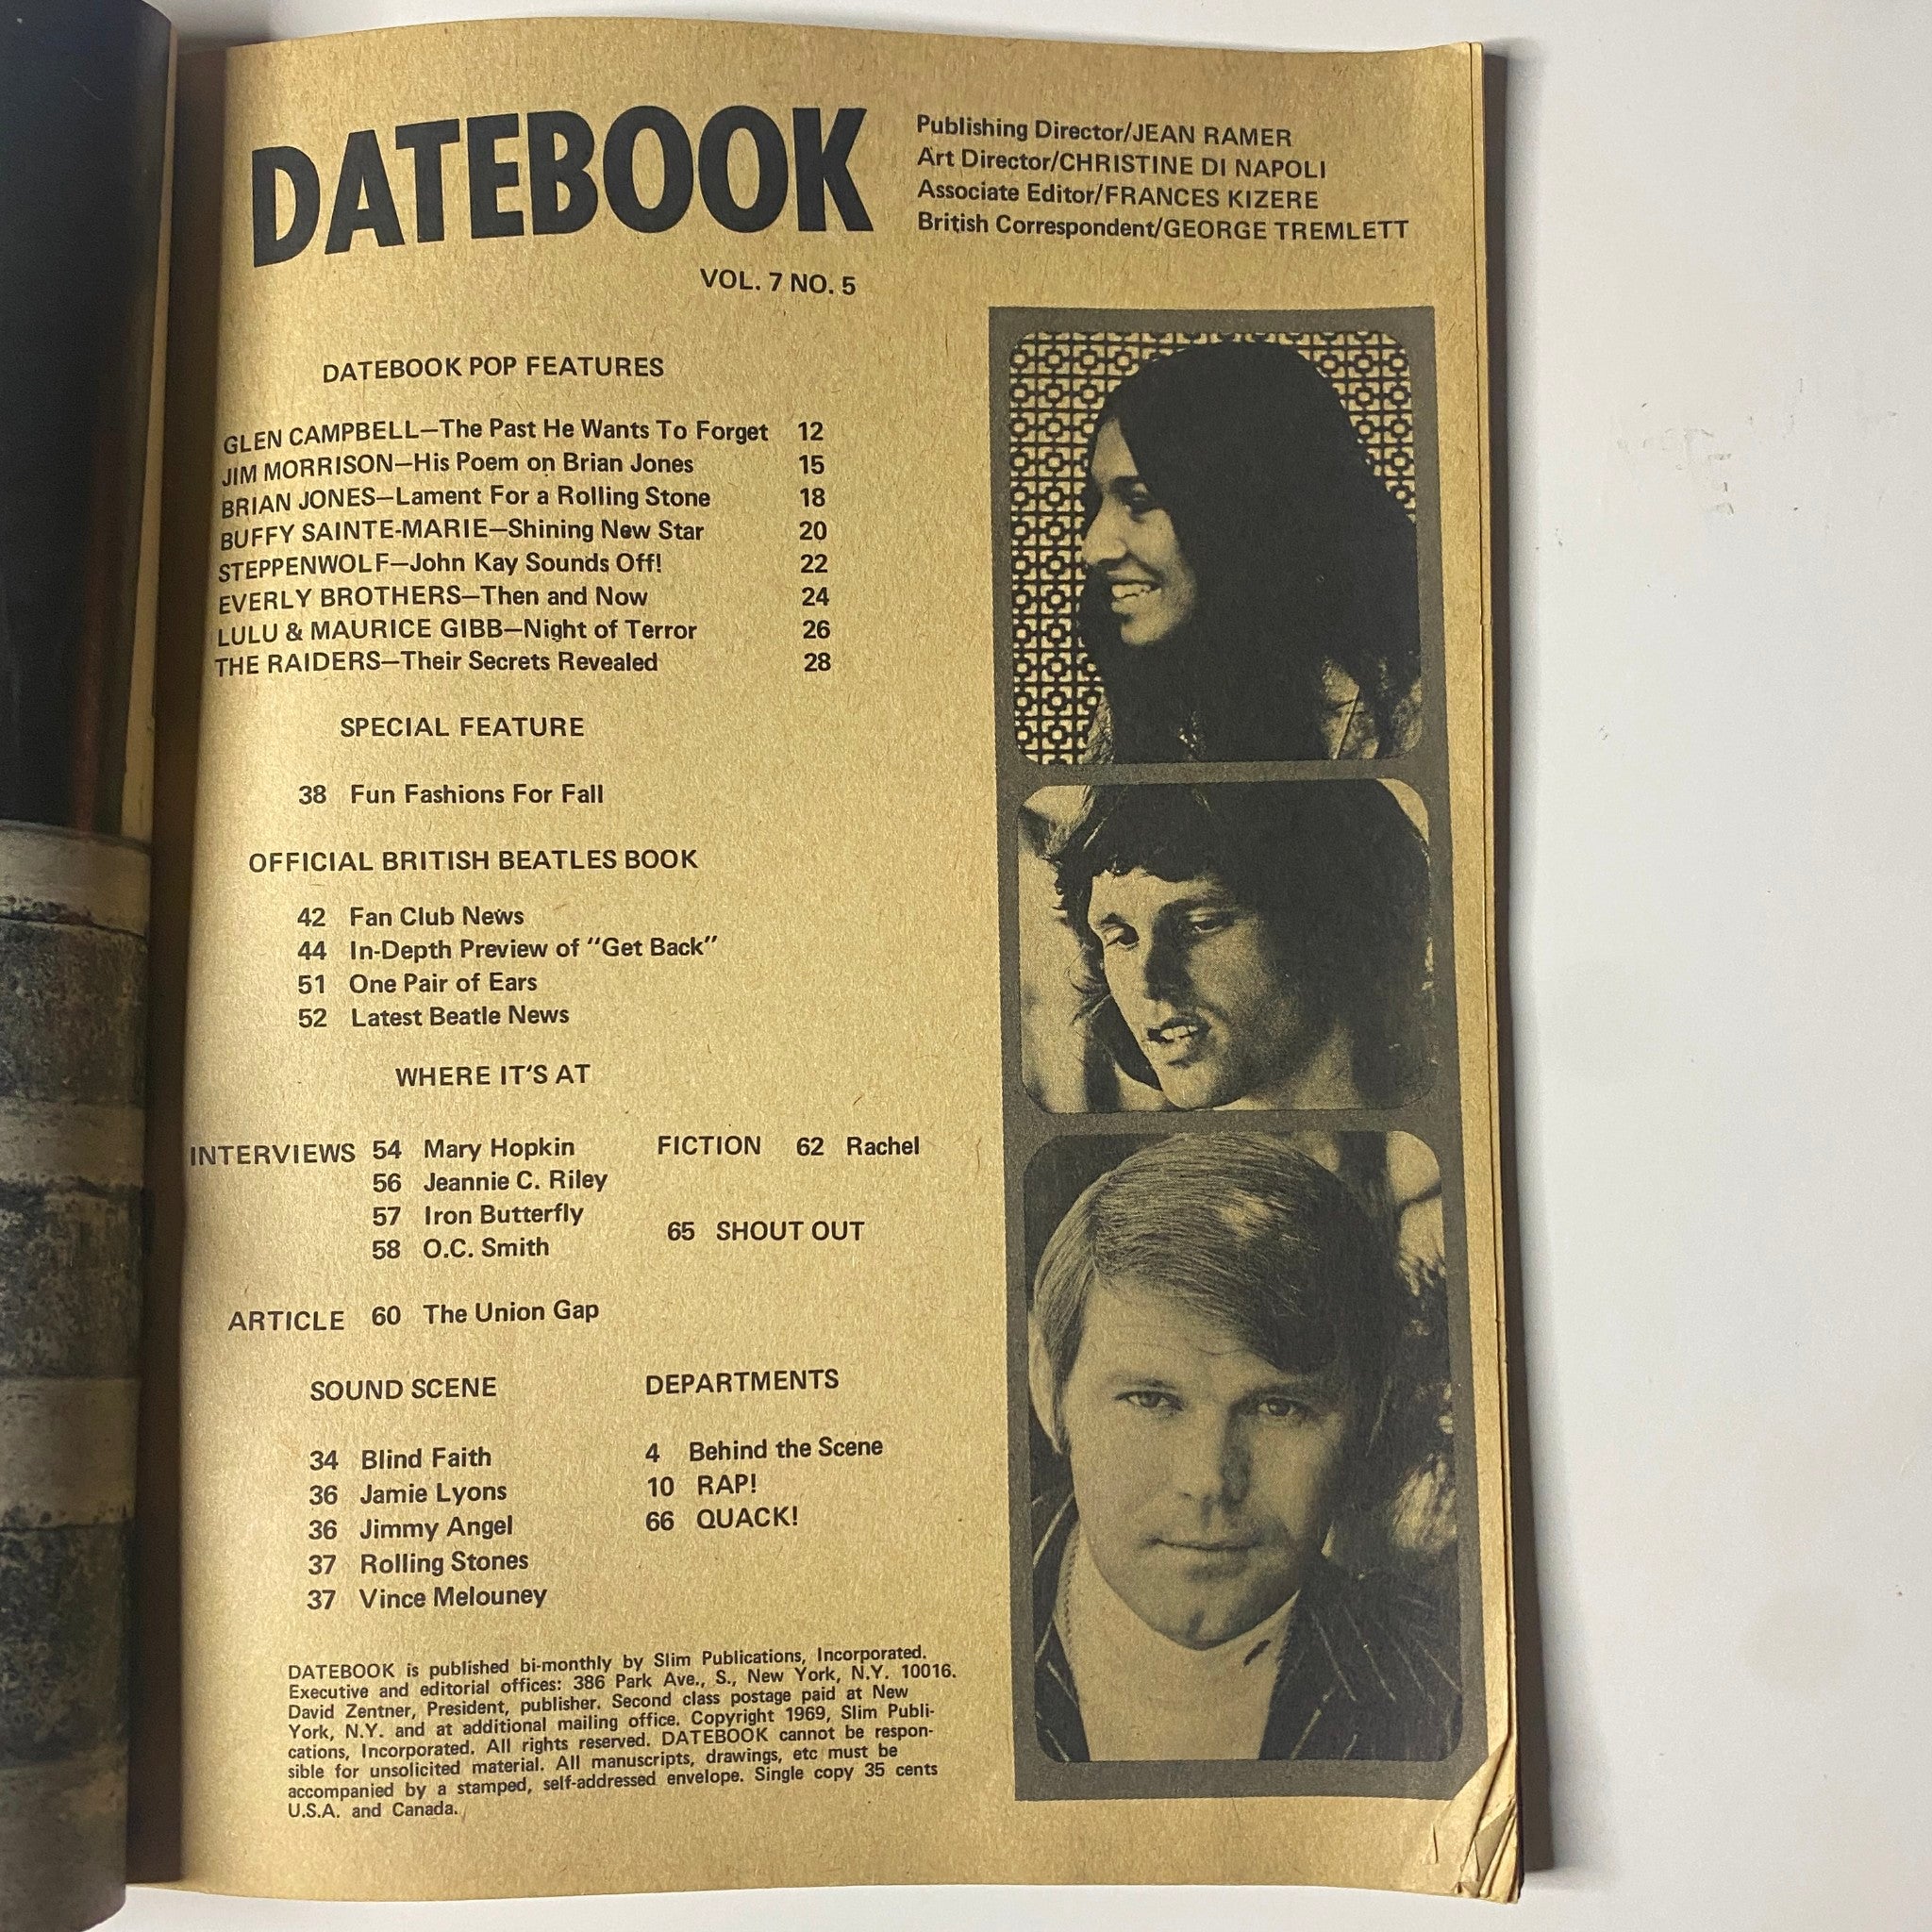 DATEBOOK
Publishing Director/JEAN RAMER
Art Director/CHRISTINE DI NAPOLI
Associate Editor/FRANCES KIZERE
British Correspondent/GEORGE TREMLETT
VOL. 7 NO. 5
DATEBOOK POP FEATURES
GLEN CAMPBELL—The Past He Wants To Forget 12
JIM MORRISON—His Poem on Brian Jones 15
BRIAN JONES—Lament For a Rolling Stone 18
BUFFY SAINTE-MARIE—Shining New Star 20
STEPPENWOLF—John Kay Sounds Off! 22
EVERLY BROTHERS—Then and Now 24
LULU & MAURICE GIBB—Night of Terror 26
THE RAIDERS—Their Secrets Revealed 28
SPECIAL FEATURE
38 Fun Fashions For Fall
OFFICIAL BRITISH BEATLES BOOK
42 Fan Club News
44 In-Depth Preview of "Get Back"
51 One Pair of Ears
52 Latest Beatle News
WHERE IT'S AT
INTERVIEWS 54 Mary Hopkin
56 Jeannie C. Riley
57 Iron Butterfly
58 O.C. Smith
FICTION 62 Rachel
65 SHOUT OUT
ARTICLE 60 The Union Gap
SOUND SCENE
34 Blind Faith
36 Jamie Lyons
36 Jimmy Angel
37 Rolling Stones
37 Vince Melouney
DEPARTMENTS
4 Behind the Scene
10 RAP!
66 QUACK!
DATEBOOK is published bi-monthly by Slim Publications, Incorporated.
Executive and editorial offices: 386 Park Ave., S., New York, N.Y. 10016.
David Zentner, President, publisher. Second class postage paid at New
York, N.Y. and at additional mailing office. Copyright 1969, Slim Publi-
cations, Incorporated. All rights reserved. DATEBOOK cannot be respon-
sible for unsolicited material. All manuscripts, drawings, etc must be
accompanied by a stamped, self-addressed envelope. Single copy 35 cents
U.S.A. and Canada.